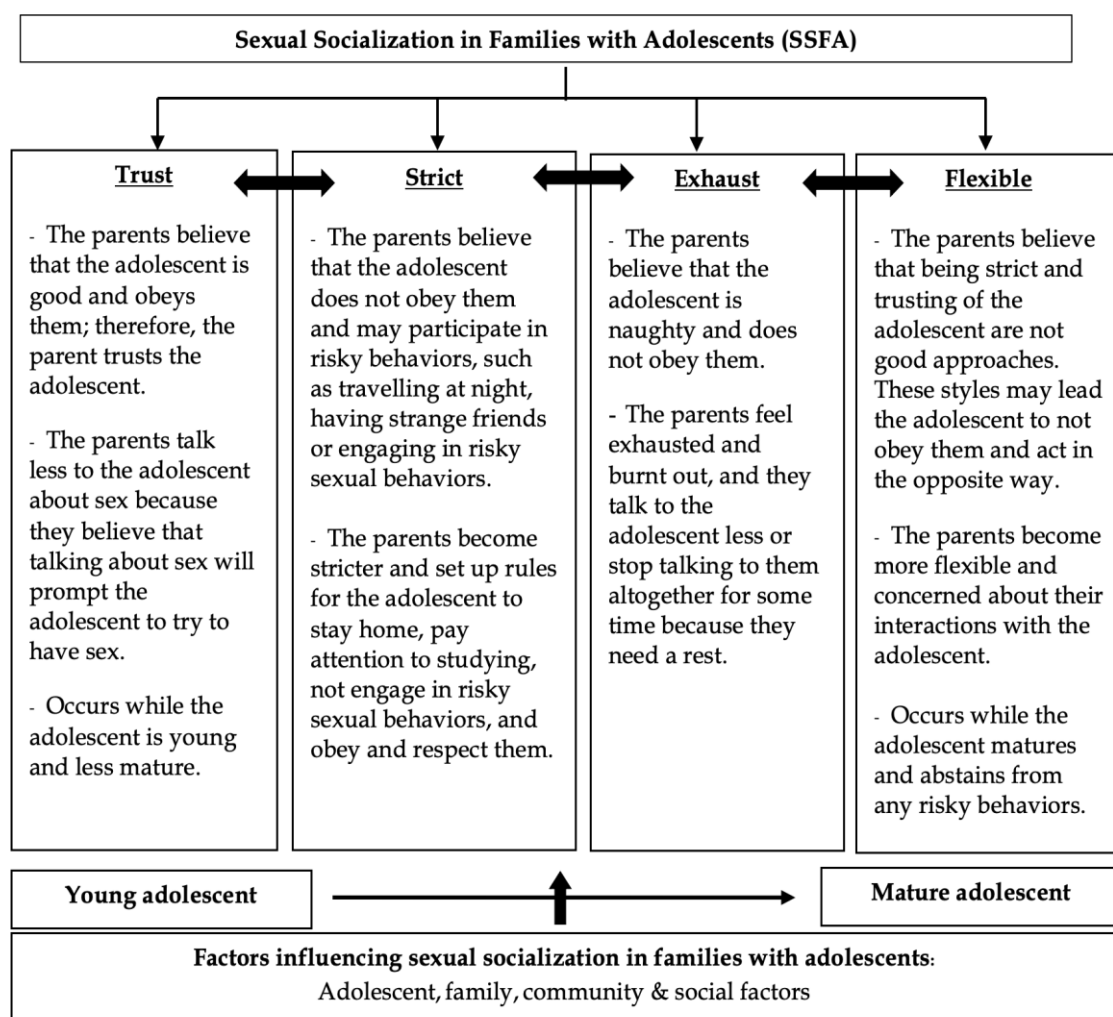 Sexual Socialization in Families with Adolescents (SSFA)
Trust
- The parents believe
that the adolescent is
good and obeys
them; therefore, the
parent trusts the
adolescent.
- The parents talk
less to the adolescent
about sex because
they believe that
talking about sex will
prompt the
adolescent to try to
have sex.
- Occurs while the
adolescent is young
and less mature.
Strict
- The parents believe
that the adolescent
does not obey them
and may participate in
risky behaviors, such
as travelling at night,
having strange friends
or engaging in risky
sexual behaviors.
- The parents become
stricter and set up rules
for the adolescent to
stay home, pay
attention to studying,
not engage in risky
sexual behaviors, and
obey and respect them.
Exhaust
- The parents
believe that the
adolescent is
naughty and does
not obey them.
- The parents feel
exhausted and
burnt out, and they
talk to the
adolescent less or
stop talking to them
altogether for some
time because they
need a rest.
Flexible
- The parents believe
that being strict and
trusting of the
adolescent are not
good approaches.
These styles may lead
the adolescent to not
obey them and act in
the opposite way.
- The parents become
more flexible and
concerned about their
interactions with the
adolescent.
- Occurs while the
adolescent matures
and abstains from
any risky behaviors.
Young adolescent
Mature adolescent
Factors influencing sexual socialization in families with adolescents:
Adolescent, family, community & social factors